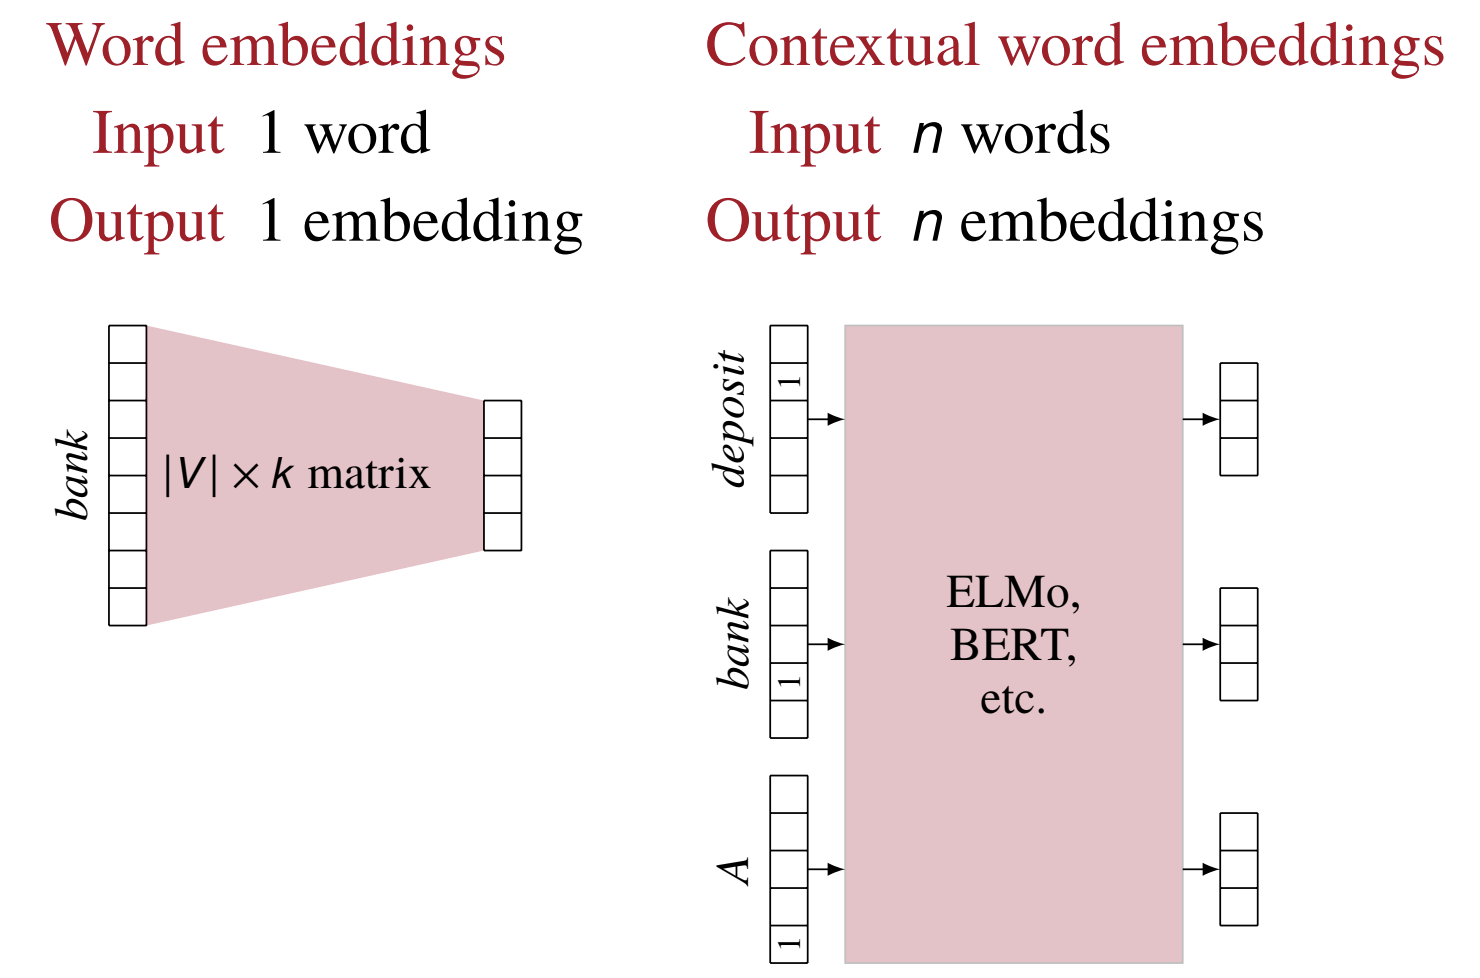 Word embeddings
Input 1 word
Output 1 embedding
bank
|V| × k matrix
Contextual word embeddings
Input n words
Output n embeddings
deposit
1
bank
1
A
1
ELMo,
BERT,
etc.